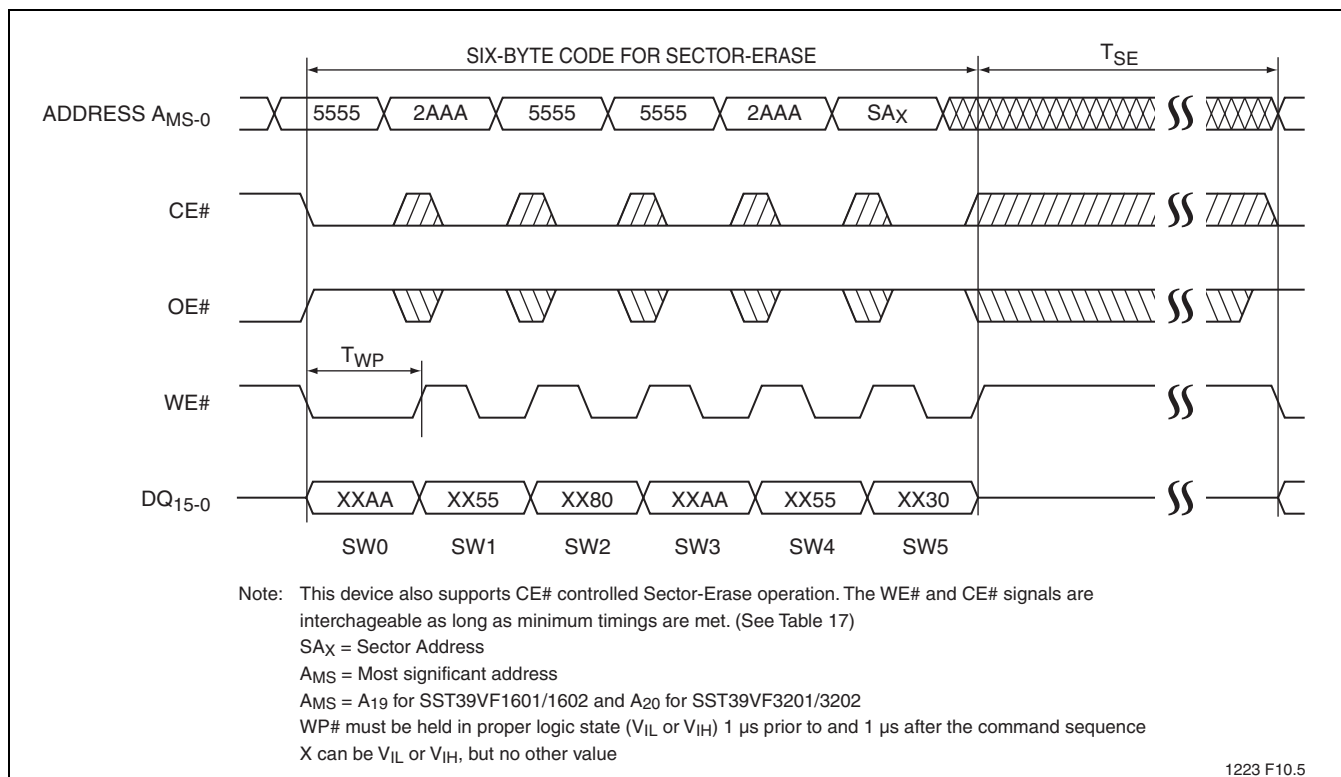 SIX-BYTE CODE FOR SECTOR-ERASE
TSE
ADDRESS AMS-0
5555 2AAA 5555 5555 2AAA SAX
CE#
OE#
TWP
WE#
DQ15-0
XXAA XX55 XX80 XXAA XX55 XX30
SW0 SW1 SW2 SW3 SW4 SW5
Note: This device also supports CE# controlled Sector-Erase operation. The WE# and CE# signals are
interchageable as long as minimum timings are met. (See Table 17)
SAX = Sector Address
AMS = Most significant address
AMS = A19 for SST39VF1601/1602 and A20 for SST39VF3201/3202
WP# must be held in proper logic state (VIL or VIH) 1 µs prior to and 1 µs after the command sequence
X can be VIL or VIH, but no other value
1223 F10.5